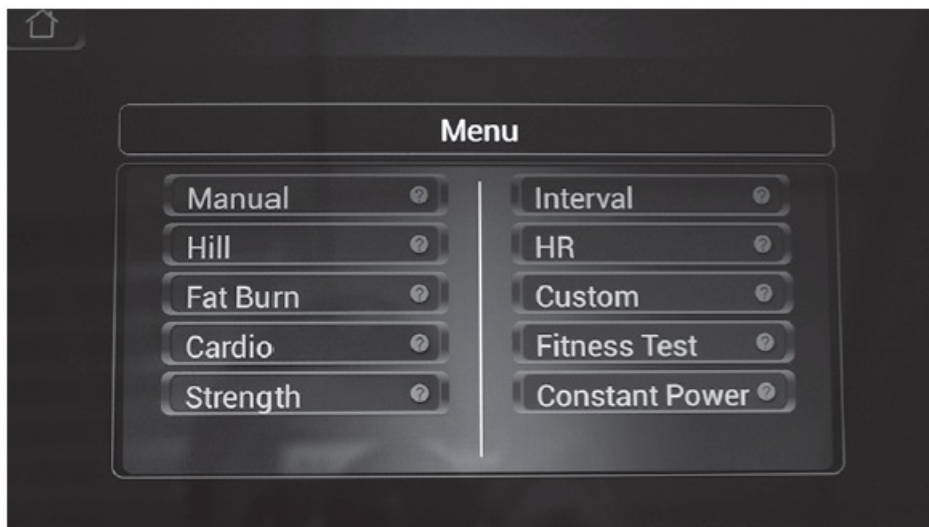 Menu
Manual
Hill
Fat Burn
Cardio
Strength
Interval
HR
Custom
Fitness Test
Constant Power